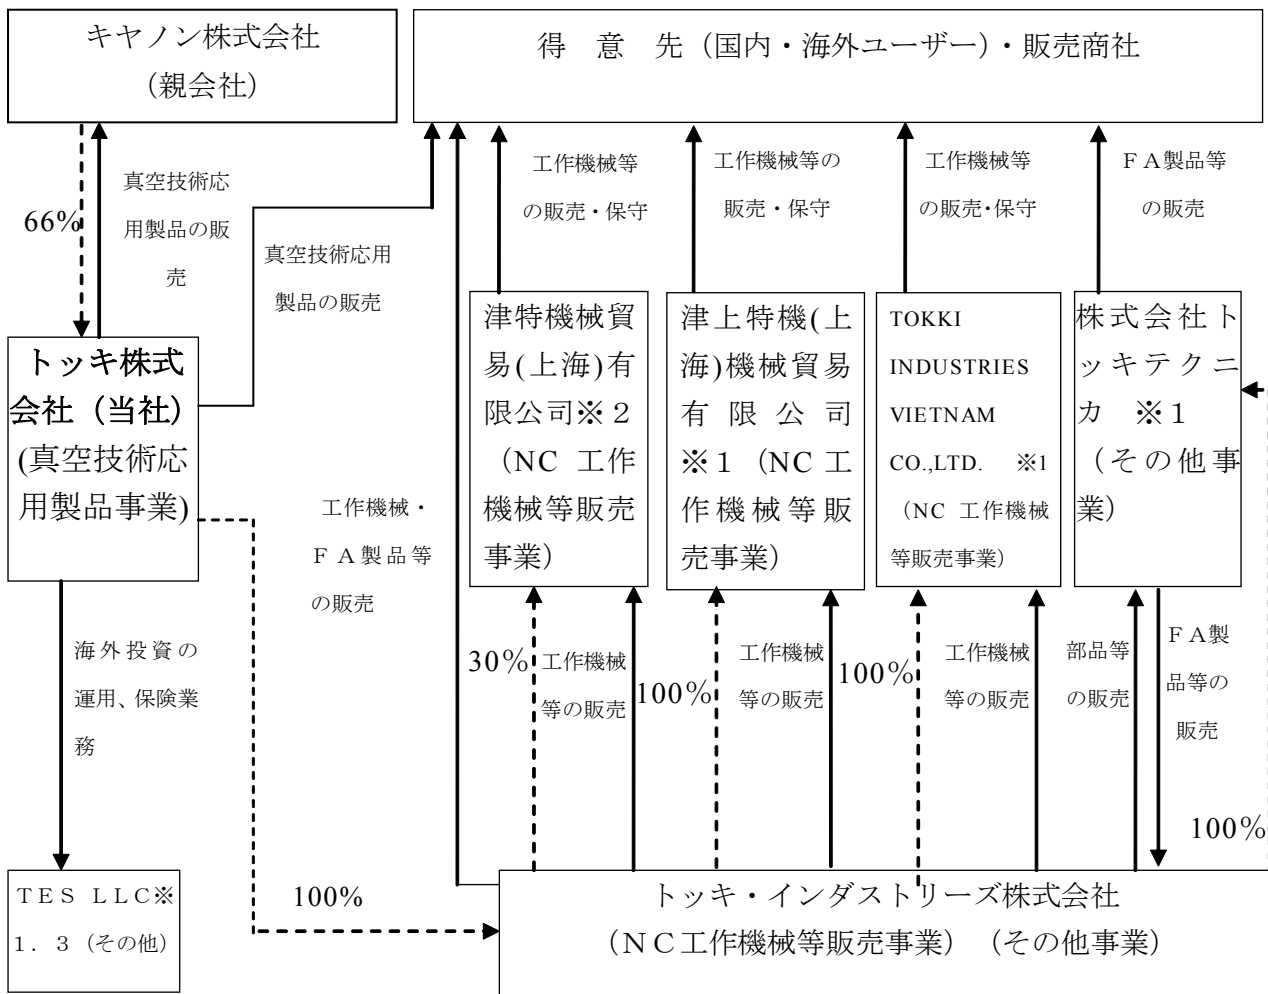 キヤノン株式会社
（親会社）
得　意　先（国内・海外ユーザー）・販売商社
66%
真空技術応
用製品の販
売
真空技術応用
製品の販売
工作機械等
の販売・保守
工作機械等の
販売・保守
工作機械等
の販売・保守
ＦＡ製品等
の販売
トッキ株式
会社（当社）
(真空技術応
用製品事業)
津特機械貿
易(上海)有
限公司※２
（NC 工作
機械等販売
事業）
津上特機(上
海)機械貿易
有限公司
※１（NC 工
作機械等販
売事業）
TOKKI
INDUSTRIES
VIETNAM
CO.,LTD.　※1
（NC 工作機械
等販売事業）
株式会社ト
ッキテクニ
カ　※１
（その他事
業）
工作機械・
ＦＡ製品等
の販売
海外投資の
運用、保険業
務
30%
工作機械
等の販売
100%
工作機械
等の販売
100%
工作機械
等の販売
部品等
の販売
ＦＡ製
品等の
販売
100%
ＴＥＳ ＬＬＣ※
１．３（その他）
100%
トッキ・インダストリーズ株式会社
（ＮＣ工作機械等販売事業）（その他事業）